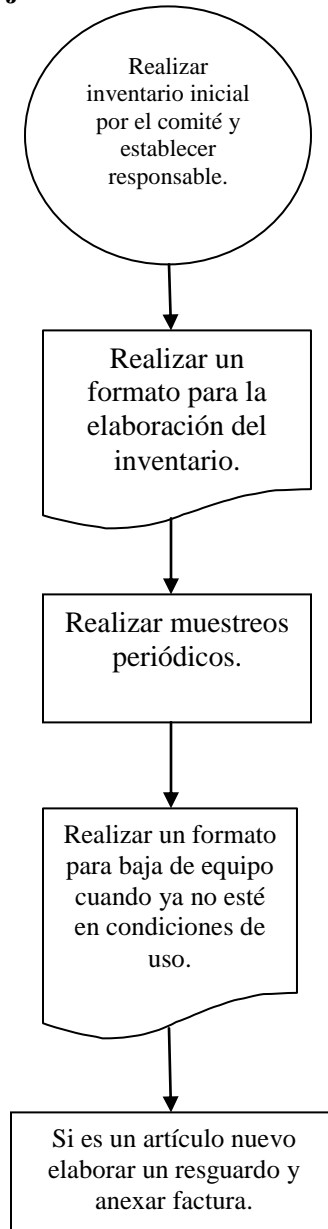 Realizar
inventario inicial
por el comité y
establecer
responsable.
Realizar un
formato para la
elaboración del
inventario.
Realizar muestreos
periódicos.
Realizar un formato
para baja de equipo
cuando ya no esté
en condiciones de
uso.
Si es un artículo nuevo
elaborar un resguardo y
anexar factura.